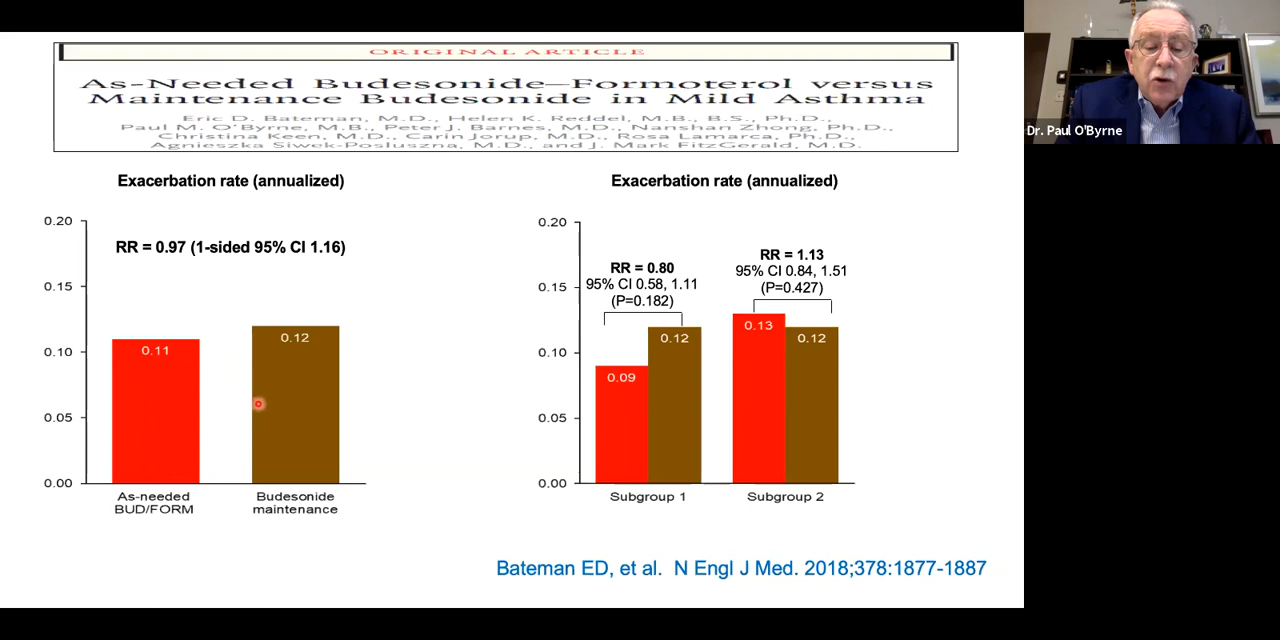 ORIGINAL ARTICLE
As-Needed Budesonide–Formoterol versus
Maintenance Budesonide in Mild Asthma
Eric D. Bateman, M.D., Helen K. Reddel, M.B., B.S., Ph.D.,
Paul M. O'Byrne, M.B., Peter J. Barnes, M.D., Nanshan Zhong, Ph.D.,
Christina Keen, M.D., Carin Jorup, M.D., Rosa Lamarca, Ph.D.,
Agnieszka Siwek-Posluszna, M.D., and J. Mark FitzGerald, M.D.
Dr. Paul O'Byrne
Exacerbation rate (annualized)
0.20
0.15
0.10
0.05
0.00
RR = 0.97 (1-sided 95% CI 1.16)
0.11
0.12
As-needed
BUD/FORM
Budesonide
maintenance
Exacerbation rate (annualized)
0.20
0.15
0.10
0.05
0.00
RR = 0.80
95% CI 0.58, 1.11
(P=0.182)
RR = 1.13
95% CI 0.84, 1.51
(P=0.427)
0.09
0.12
0.13
0.12
Subgroup 1
Subgroup 2
Bateman ED, et al. N Engl J Med. 2018;378:1877-1887